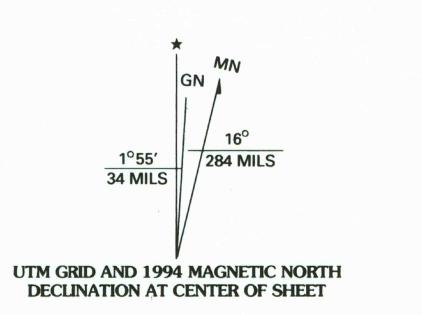 ★
MN
GN
16°
284 MILS
1°55′
34 MILS
UTM GRID AND 1994 MAGNETIC NORTH
DECLINATION AT CENTER OF SHEET